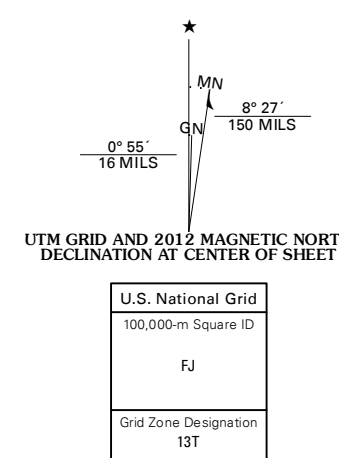 ★
MN
8° 27´
150 MILS
GN
0° 55´
16 MILS
UTM GRID AND 2012 MAGNETIC NORT
DECLINATION AT CENTER OF SHEET
U.S. National Grid
100,000-m Square ID
FJ
Grid Zone Designation
13T